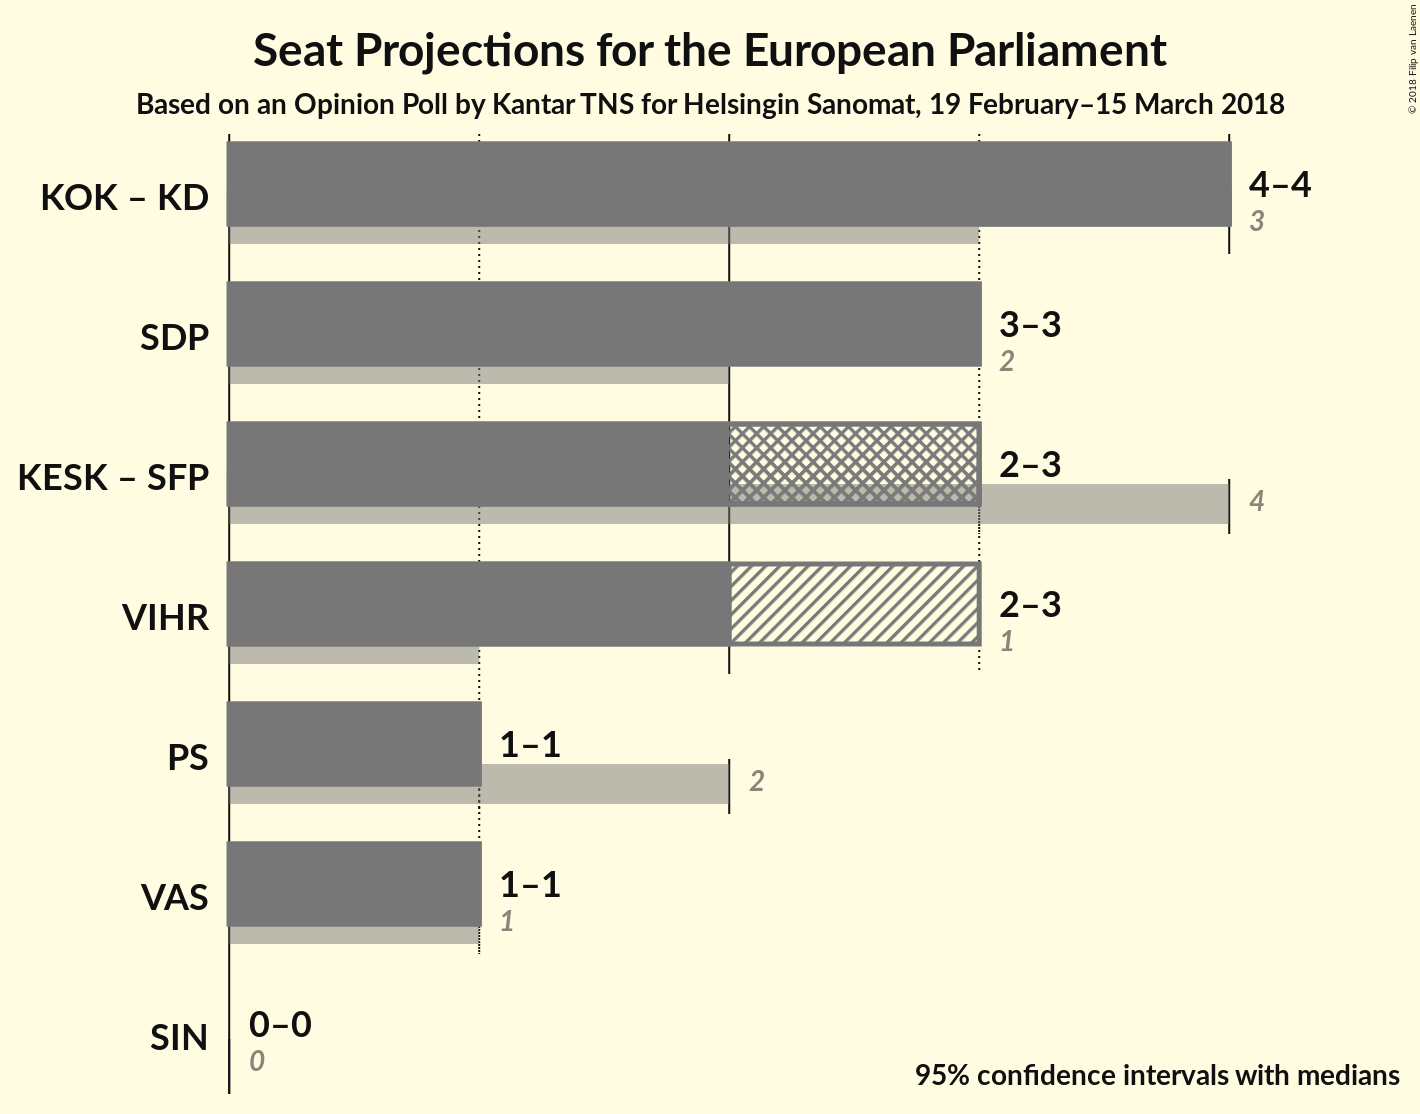 Seat Projections for the European Parliament
Based on an Opinion Poll by Kantar TNS for Helsingin Sanomat, 19 February–15 March 2018
© 2018 Filip van Laenen
KOK – KD
4–4
3
SDP
3–3
2
KESK – SFP
2–3
4
VIHR
2–3
1
PS
1–1
2
VAS
1–1
1
SIN
0–0
0
95% confidence intervals with medians